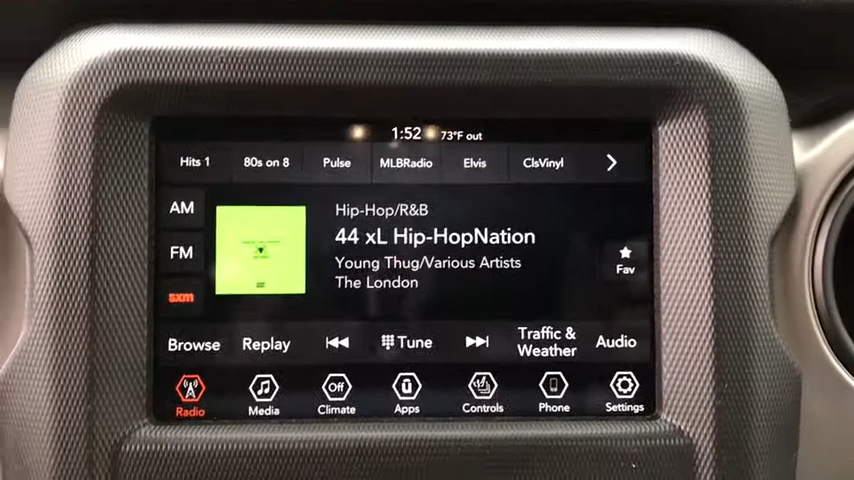 1:52 73°F out
Hits 1 80s on 8 Pulse MLBRadio Elvis ClsVinyl
AM
FM
SXM
Hip-Hop/R&B
44 xL Hip-HopNation
Young Thug/Various Artists
The London
Fav
Browse Replay Tune Traffic & Weather Audio
Radio Media Off Climate Apps Controls Phone Settings